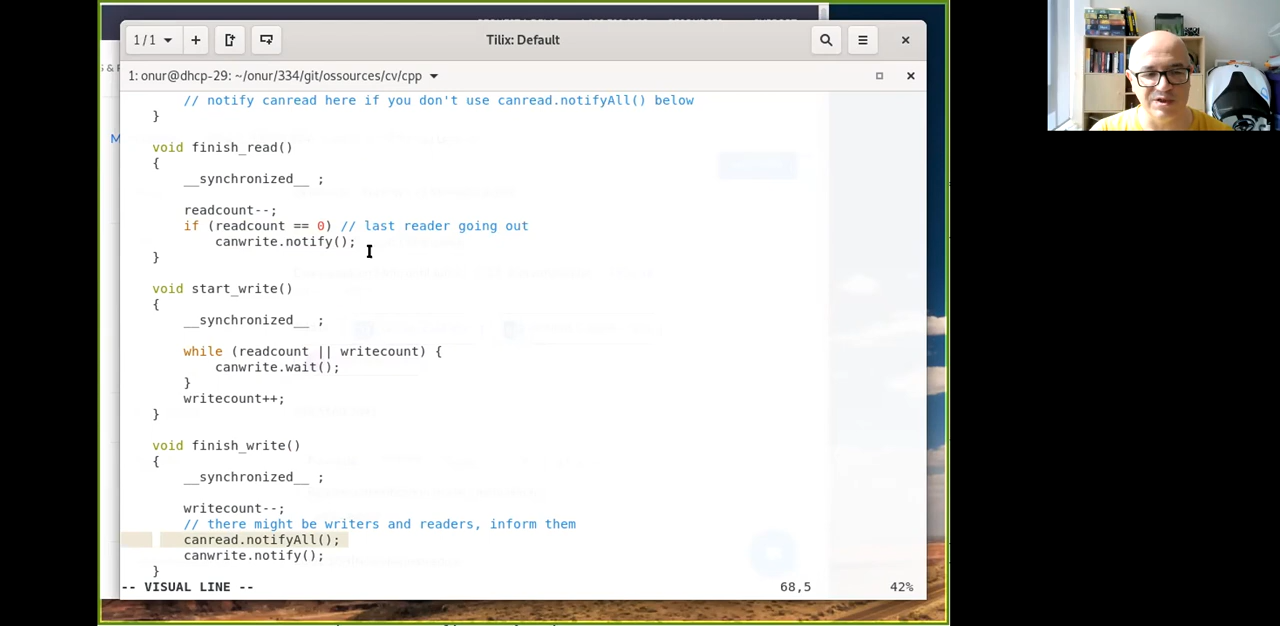 1 / 1
Tilix: Default
1: onur@dhcp-29: ~/onur/334/git/ossources/cv/cpp
// notify canread here if you don't use canread.notifyAll() below
}
void finish_read()
{
__synchronized__ ;
readcount--;
if (readcount == 0) // last reader going out
canwrite.notify();
}
void start_write()
{
__synchronized__ ;
while (readcount || writecount) {
canwrite.wait();
}
writecount++;
}
void finish_write()
{
__synchronized__ ;
writecount--;
// there might be writers and readers, inform them
canread.notifyAll();
canwrite.notify();
}
-- VISUAL LINE --
68,5
42%